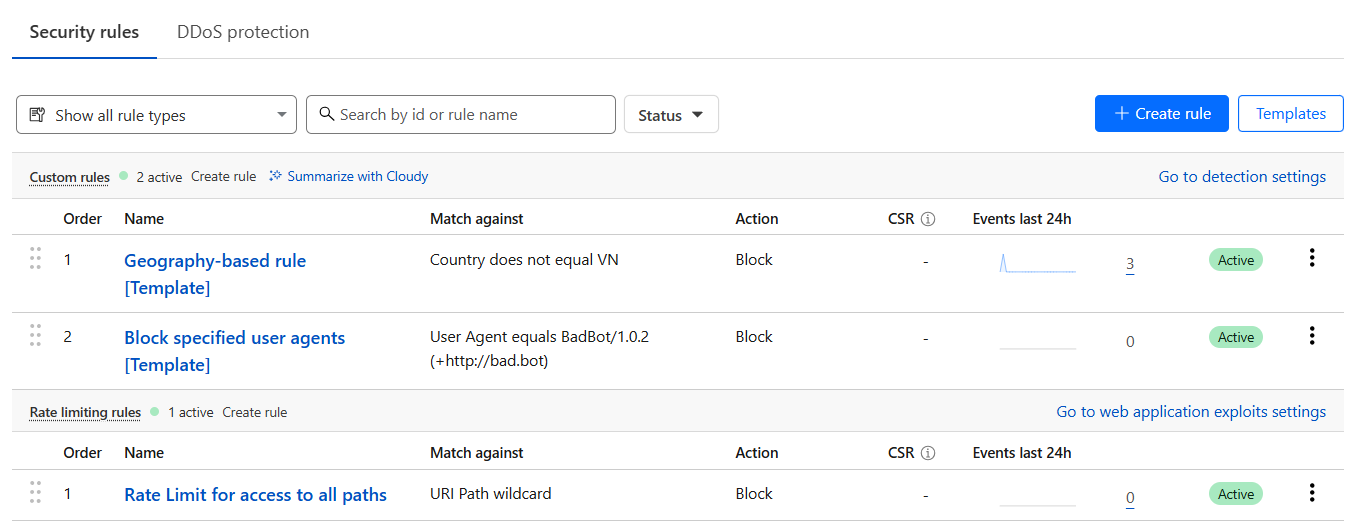 Security rules DDoS protection
Show all rule types Search by id or rule name Status + Create rule Templates
Custom rules 2 active Create rule Summarize with Cloudy Go to detection settings
Order Name Match against Action CSR Events last 24h
1 Geography-based rule Country does not equal VN Block - 3 Active
[Template]
2 Block specified user agents User Agent equals BadBot/1.0.2 Block - 0 Active
[Template] (+http://bad.bot)
Rate limiting rules 1 active Create rule Go to web application exploits settings
Order Name Match against Action CSR Events last 24h
1 Rate Limit for access to all paths URI Path wildcard Block - 0 Active